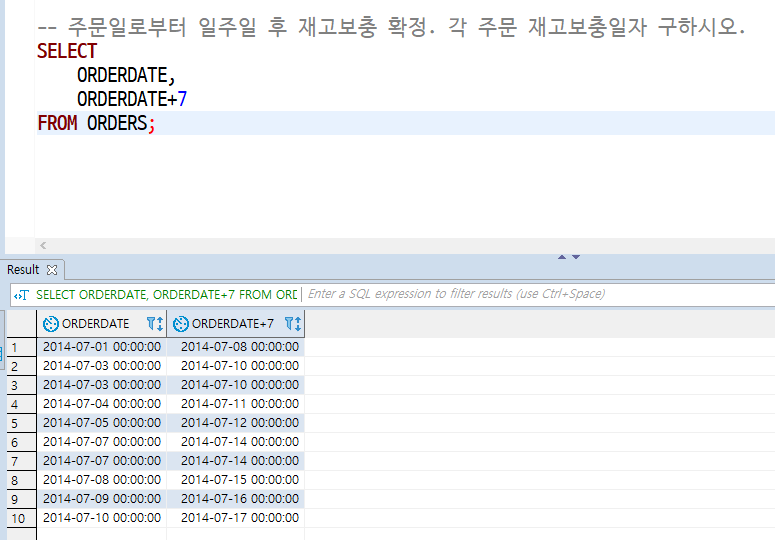 -- 주문일로부터 일주일 후 재고보충 확정. 각 주문 재고보충일자 구하시오.
SELECT
ORDERDATE,
ORDERDATE+7
FROM ORDERS;
Result
SELECT ORDERDATE, ORDERDATE+7 FROM ORD Enter a SQL expression to filter results (use Ctrl+Space)
ORDERDATE ORDERDATE+7
1 2014-07-01 00:00:00 2014-07-08 00:00:00
2 2014-07-03 00:00:00 2014-07-10 00:00:00
3 2014-07-03 00:00:00 2014-07-10 00:00:00
4 2014-07-04 00:00:00 2014-07-11 00:00:00
5 2014-07-05 00:00:00 2014-07-12 00:00:00
6 2014-07-07 00:00:00 2014-07-14 00:00:00
7 2014-07-07 00:00:00 2014-07-14 00:00:00
8 2014-07-08 00:00:00 2014-07-15 00:00:00
9 2014-07-09 00:00:00 2014-07-16 00:00:00
10 2014-07-10 00:00:00 2014-07-17 00:00:00